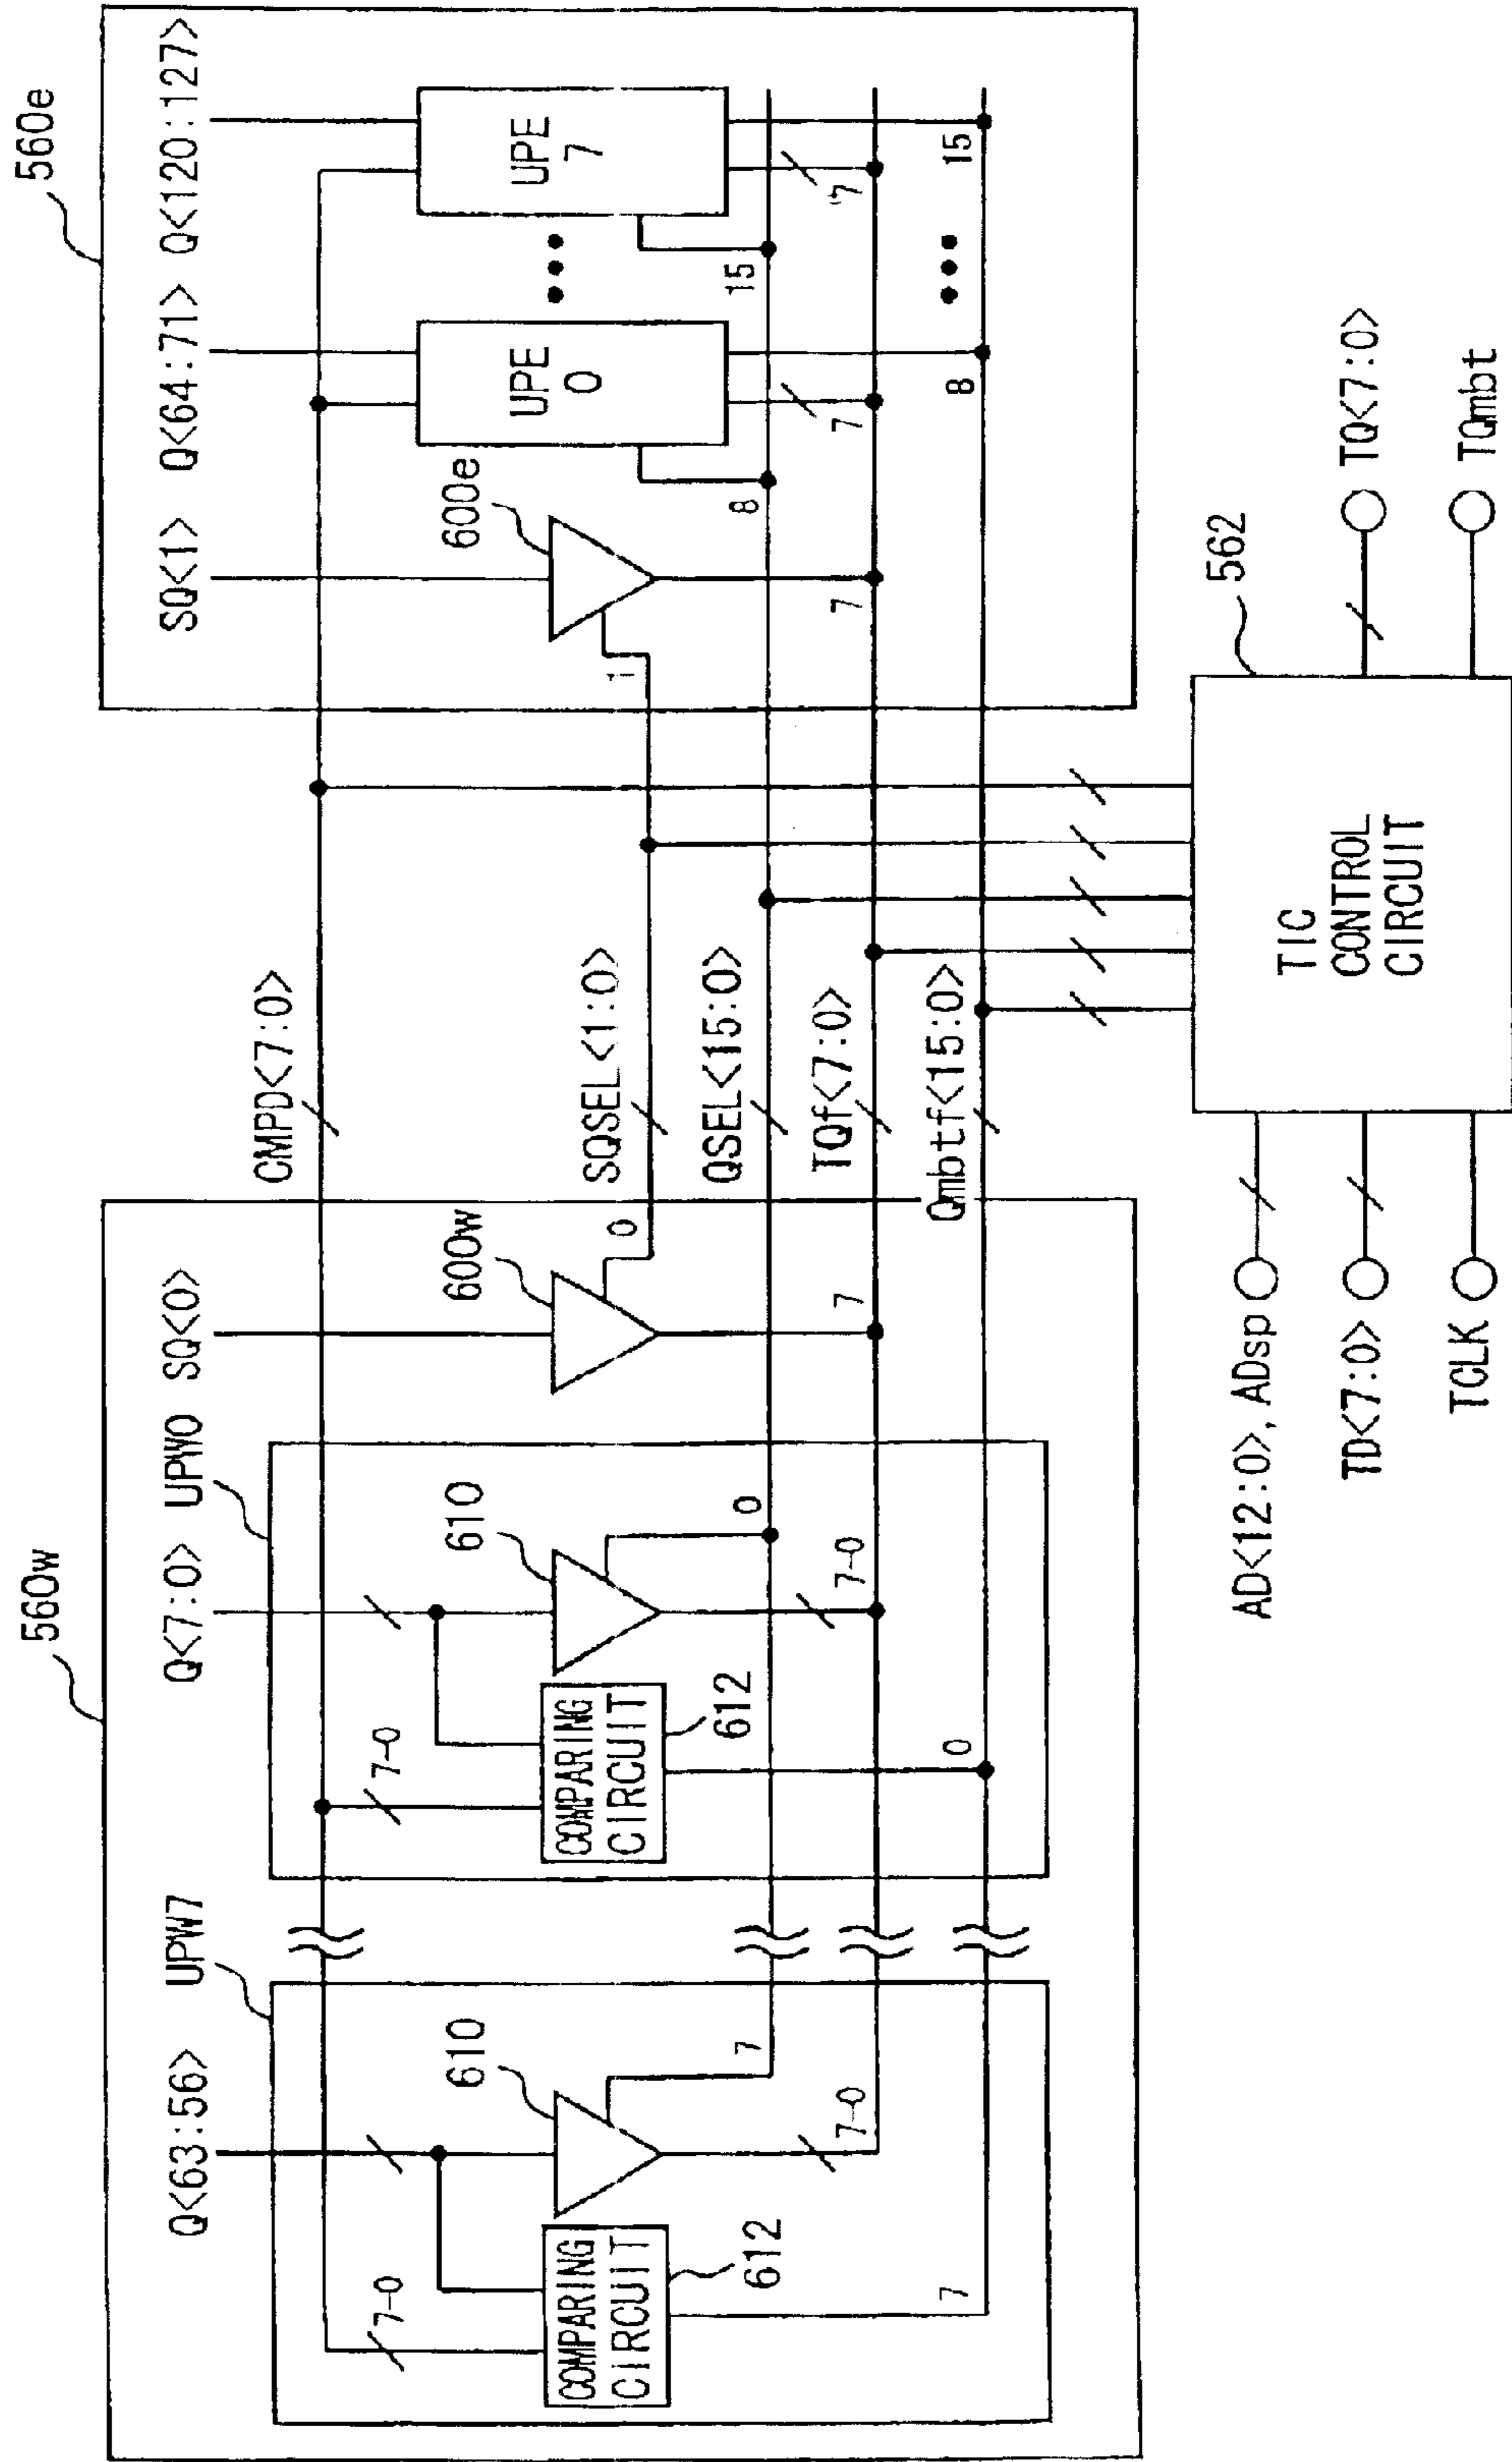 560w
560e
Q<63:56>
UPW7
Q<7:0>
UPW0
SQ<0>
SQ<1>
Q<64:71>
Q<120:127>
7-0
610
COMPARING
CIRCUIT
612
7
7-0
7
7-0
610
COMPARING
CIRCUIT
612
0
7-0
0
600w
0
7
CMPD<7:0>
SQSEL<1:0>
QSEL<15:0>
TQf<7:0>
Qmbtf<15:0>
600e
1
7
UPE
0
8
7
8
UPE
7
15
7
15
AD<12:0>, ADsp
TD<7:0>
TCLK
TIC
CONTROL
CIRCUIT
562
TQ<7:0>
TQmbt